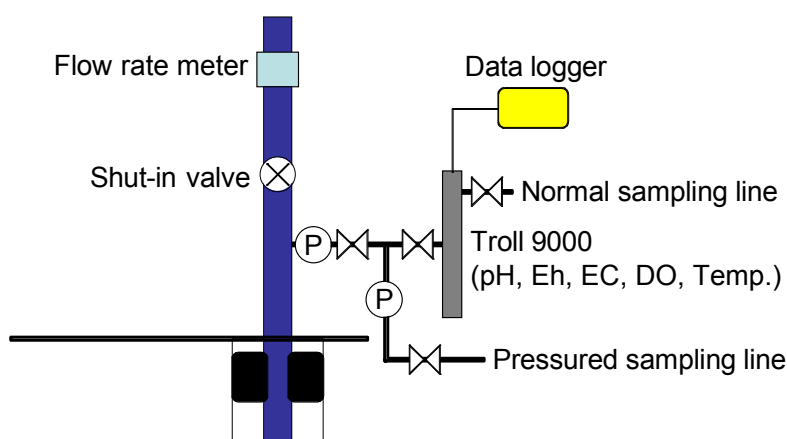 Flow rate meter
Data logger
Shut-in valve
Normal sampling line
P
Troll 9000
(pH, Eh, EC, DO, Temp.)
P
Pressured sampling line